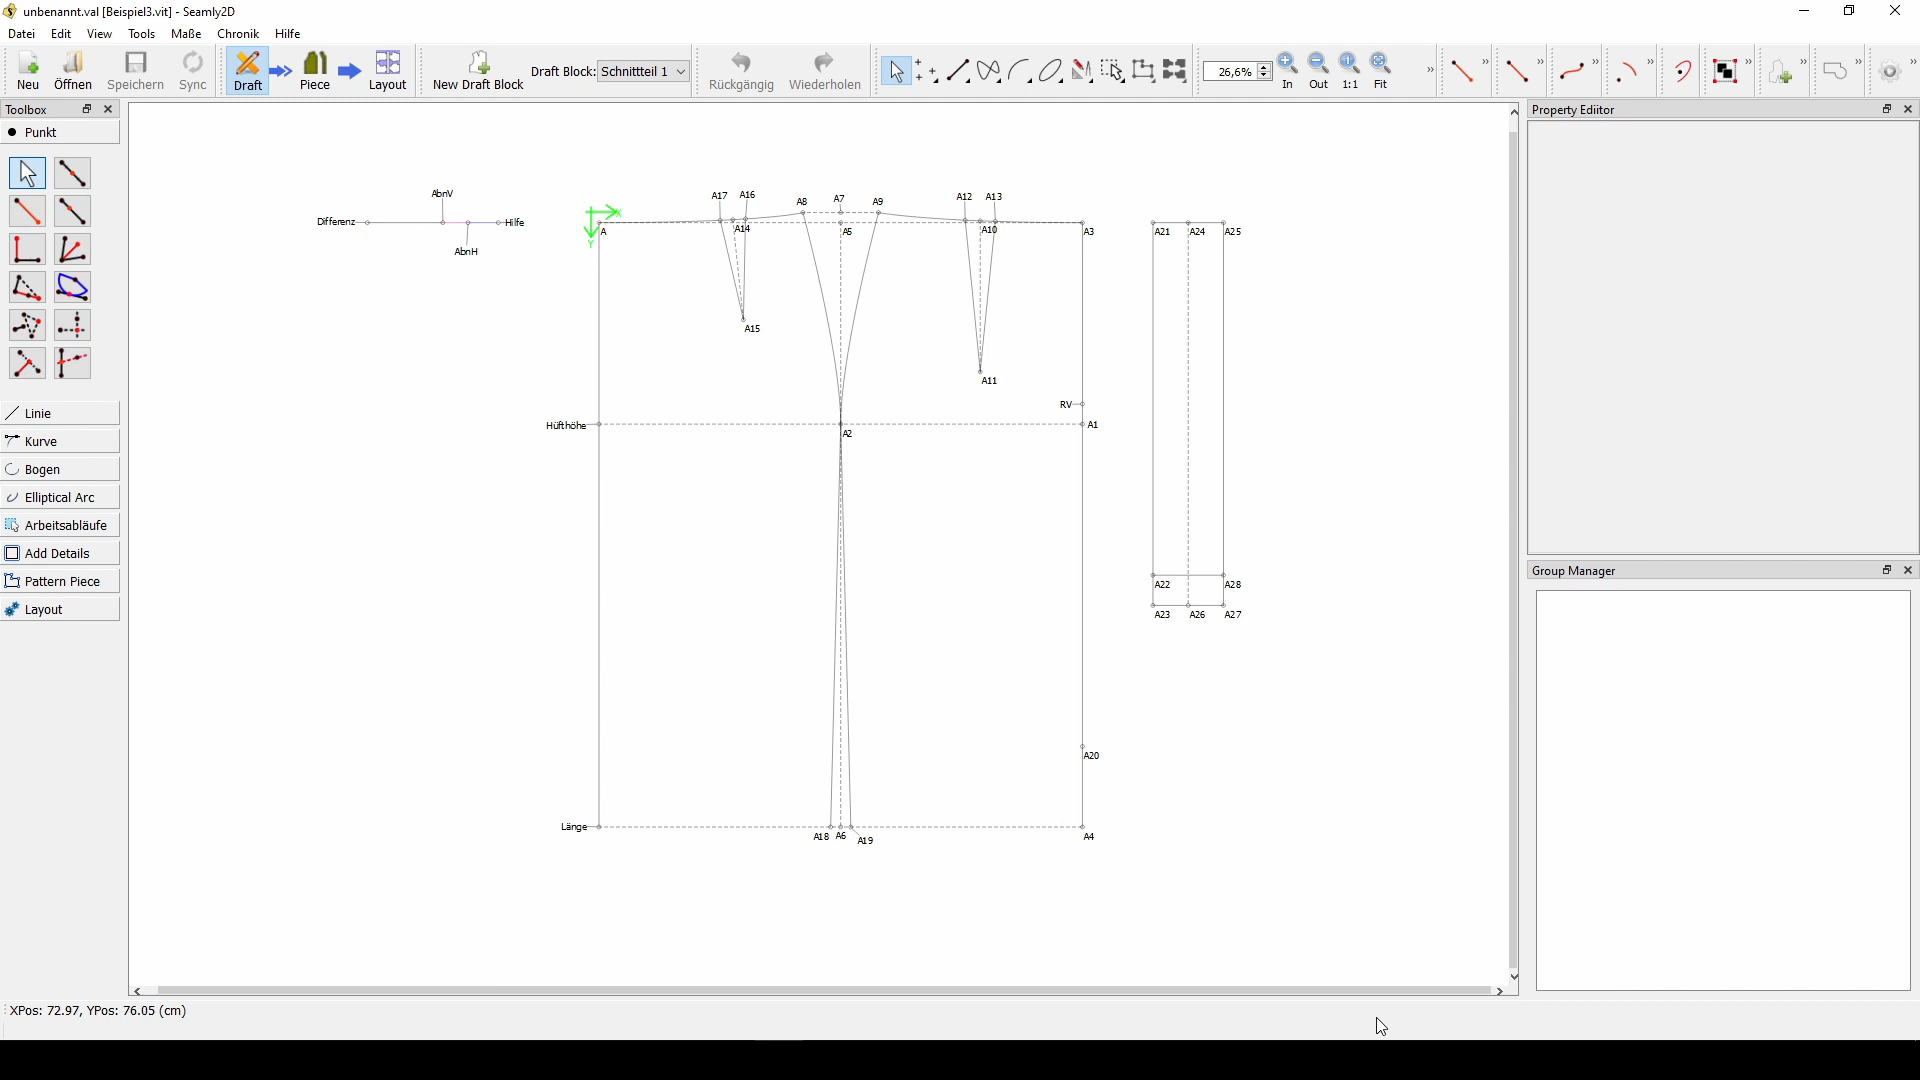 unbenannt.val [Beispiel3.vit] - Seamly2D
Datei Edit View Tools Maße Chronik Hilfe
Neu Öffnen Speichern Sync Draft Piece Layout New Draft Block Draft Block: Schnittteil 1 Rückgängig Wiederholen 26,6% In Out 1:1 Fit
Toolbox
Punkt
Linie
Kurve
Bogen
Elliptical Arc
Arbeitsabläufe
Add Details
Pattern Piece
Layout
Property Ediitor
Group Manager
AbnV
Differenz
Hilfe
AbnH
X
Y
A17 A16 A8 A7 A9 A12 A13
A A14 A5 A10 A3 A21 A24 A25
A15
A11
RV
Hüfthöhe A2 A1
A22 A28
A23 A26 A27
A20
Länge A18 A6 A19 A4
XPos: 72.97, YPos: 76.05 (cm)